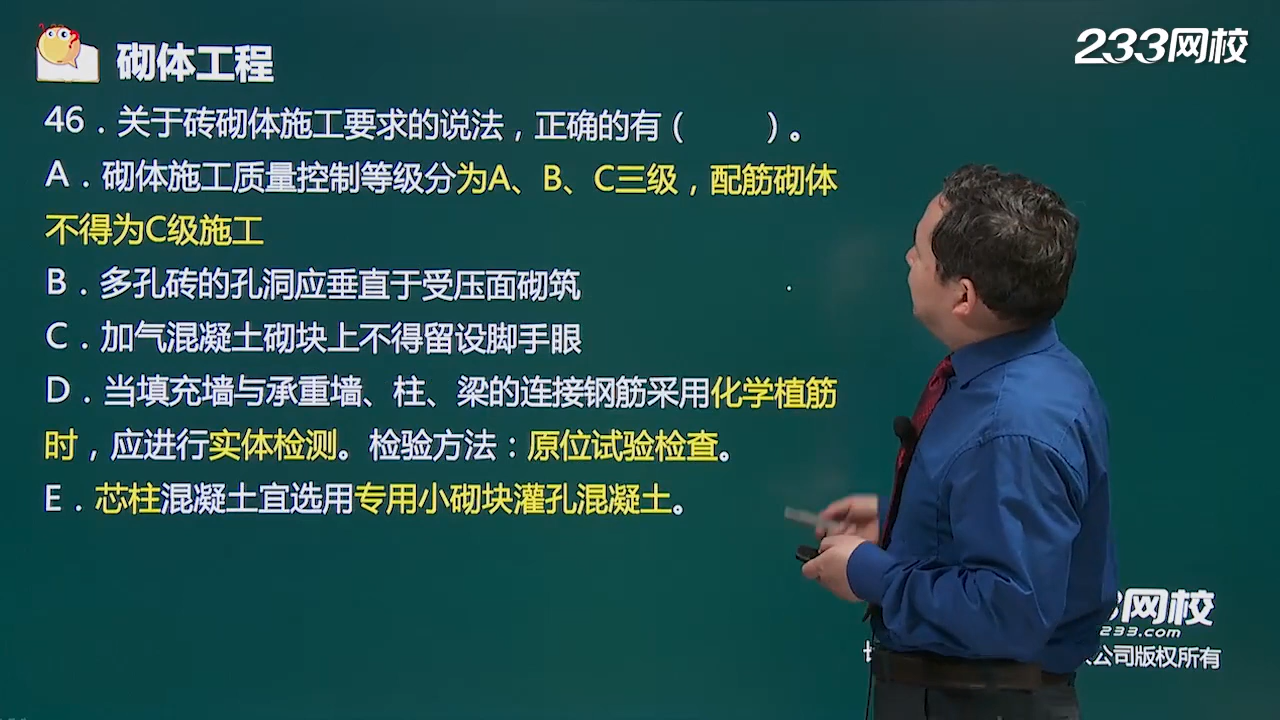 砌体工程
233网校
46．关于砖砌体施工要求的说法，正确的有（　　）。
A．砌体施工质量控制等级分为A、B、C三级，配筋砌体
不得为C级施工
B．多孔砖的孔洞应垂直于受压面砌筑
C．加气混凝土砌块上不得留设脚手眼
D．当填充墙与承重墙、柱、梁的连接钢筋采用化学植筋
时，应进行实体检测。检验方法：原位试验检查。
E．芯柱混凝土宜选用专用小砌块灌孔混凝土。
网校
233.com
公司版权所有